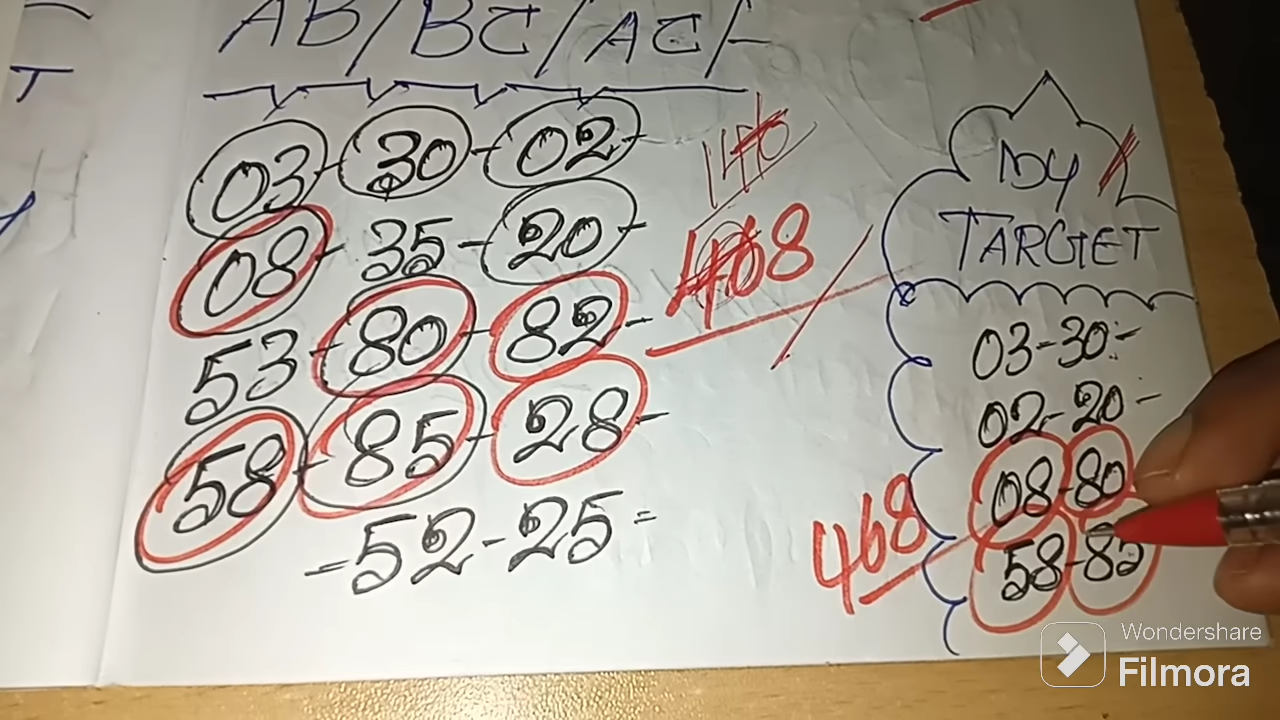 AB/BC/AC/-
03-30-02-
08-35-20-
53-80-82-
58-85-28-
=52-25=
468
MY
TARGET
03-30:-
02-20-
08-80
58-82
468
Wondershare
Filmora